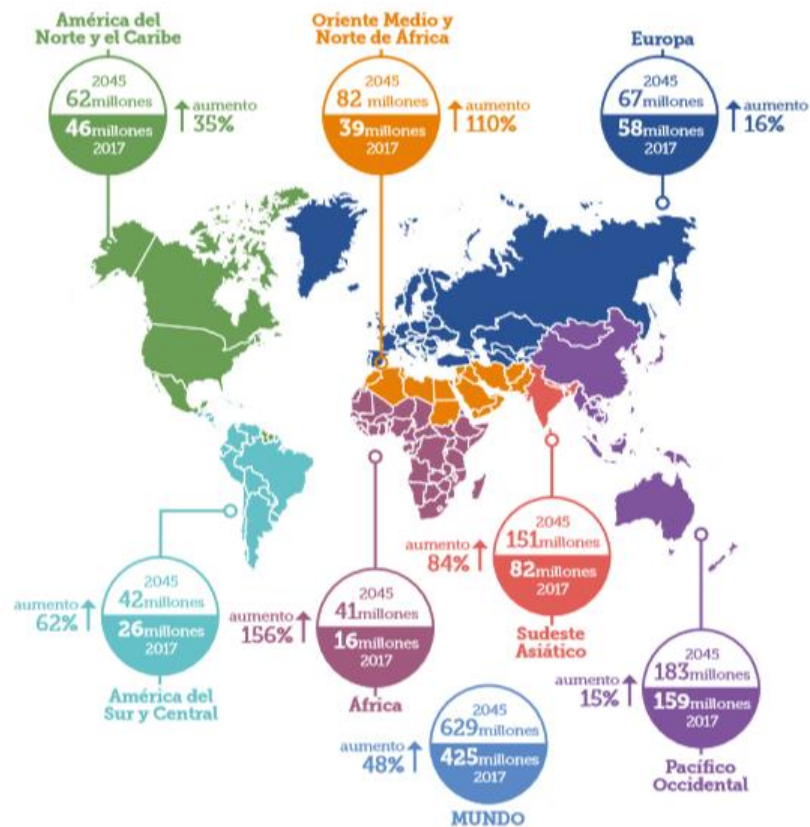 América del
Norte y el Caribe
2045
62millones
46millones
2017
aumento
35%
Oriente Medio y
Norte de África
2045
82 millones
39millones
2017
aumento
110%
Europa
2045
67millones
58millones
2017
aumento
16%
aumento
62%
2045
42millones
26millones
2017
América del
Sur y Central
aumento
156%
2045
41millones
16millones
2017
África
aumento
84%
2045
151millones
82millones
2017
Sudeste
Asiático
aumento
15%
2045
183millones
159millones
2017
Pacífico
Occidental
aumento
48%
2045
629millones
425millones
2017
MUNDO